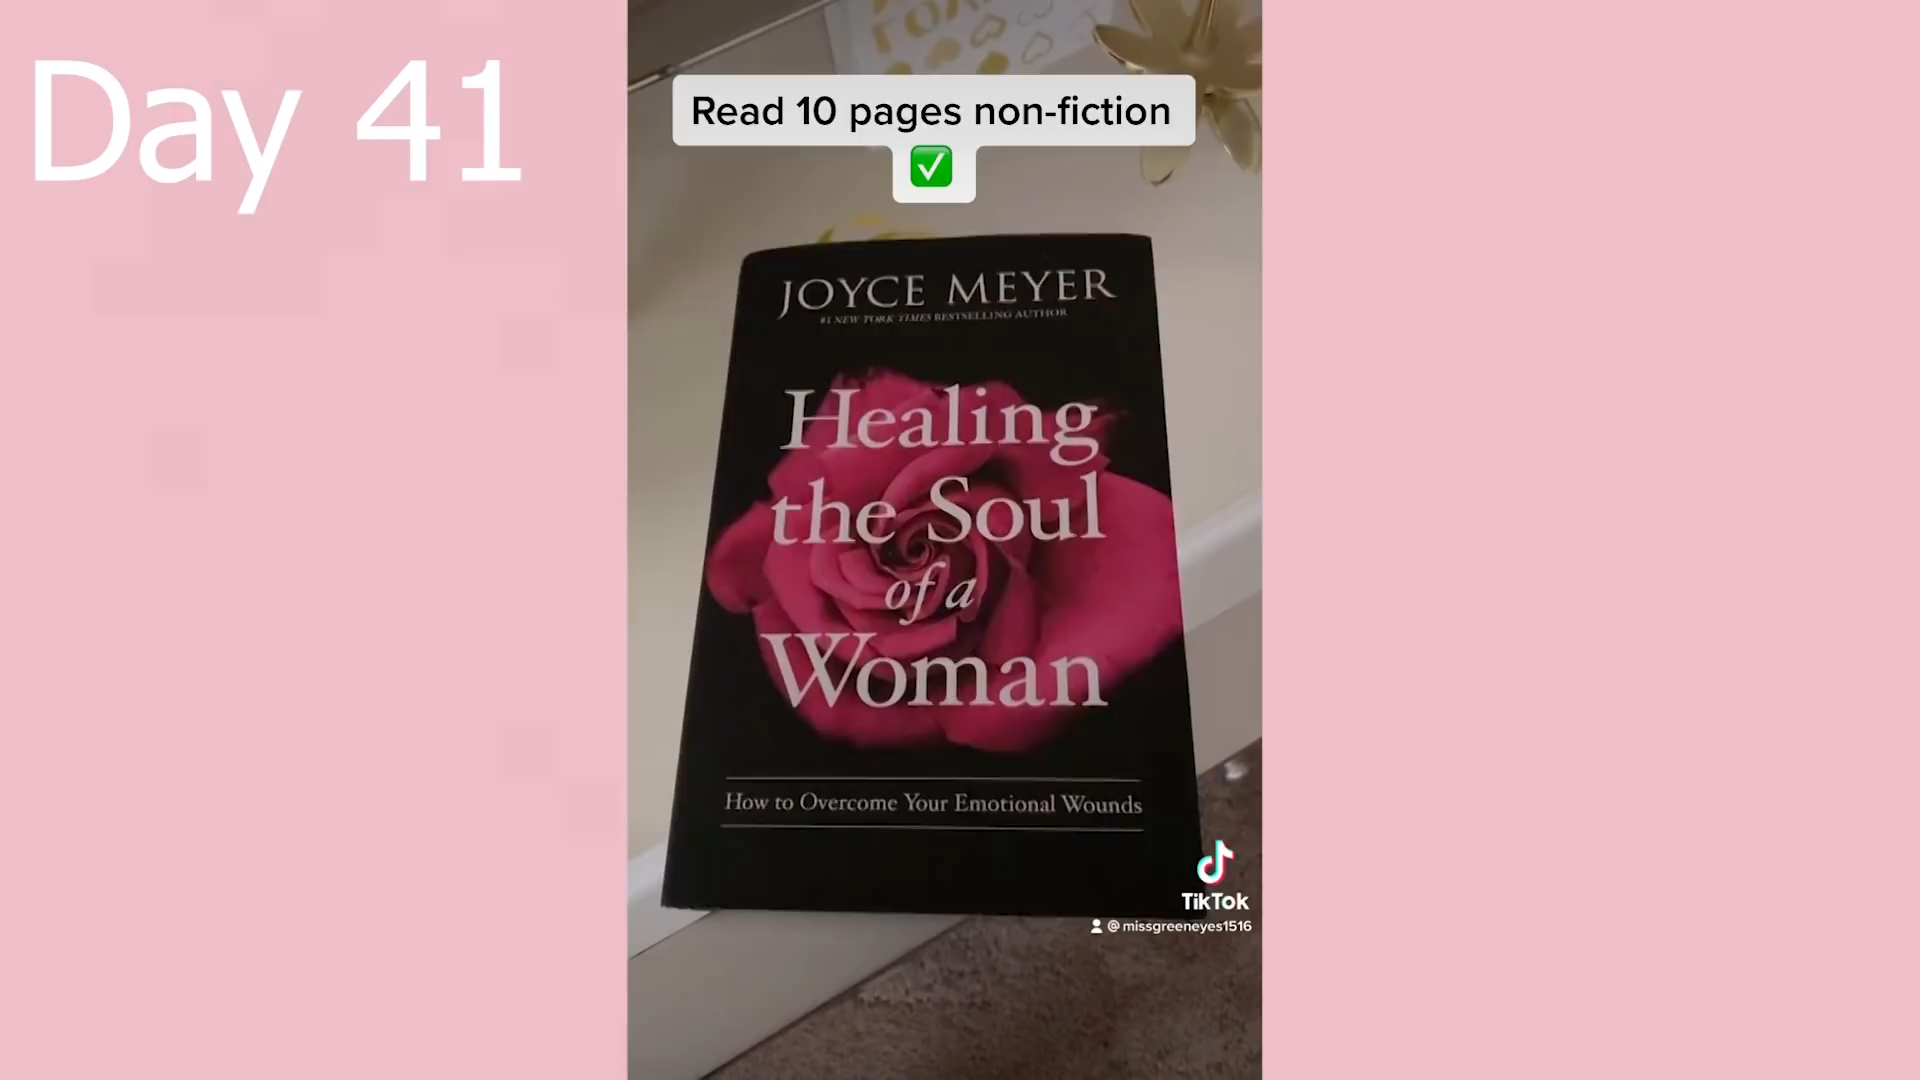 Day 41
Read 10 pages non-fiction
✅
JOYCE MEYER
#1 NEW YORK TIMES BESTSELLING AUTHOR
Healing
the Soul
of a
Woman
How to Overcome Your Emotional Wounds
TikTok
@missgreeneyes1516